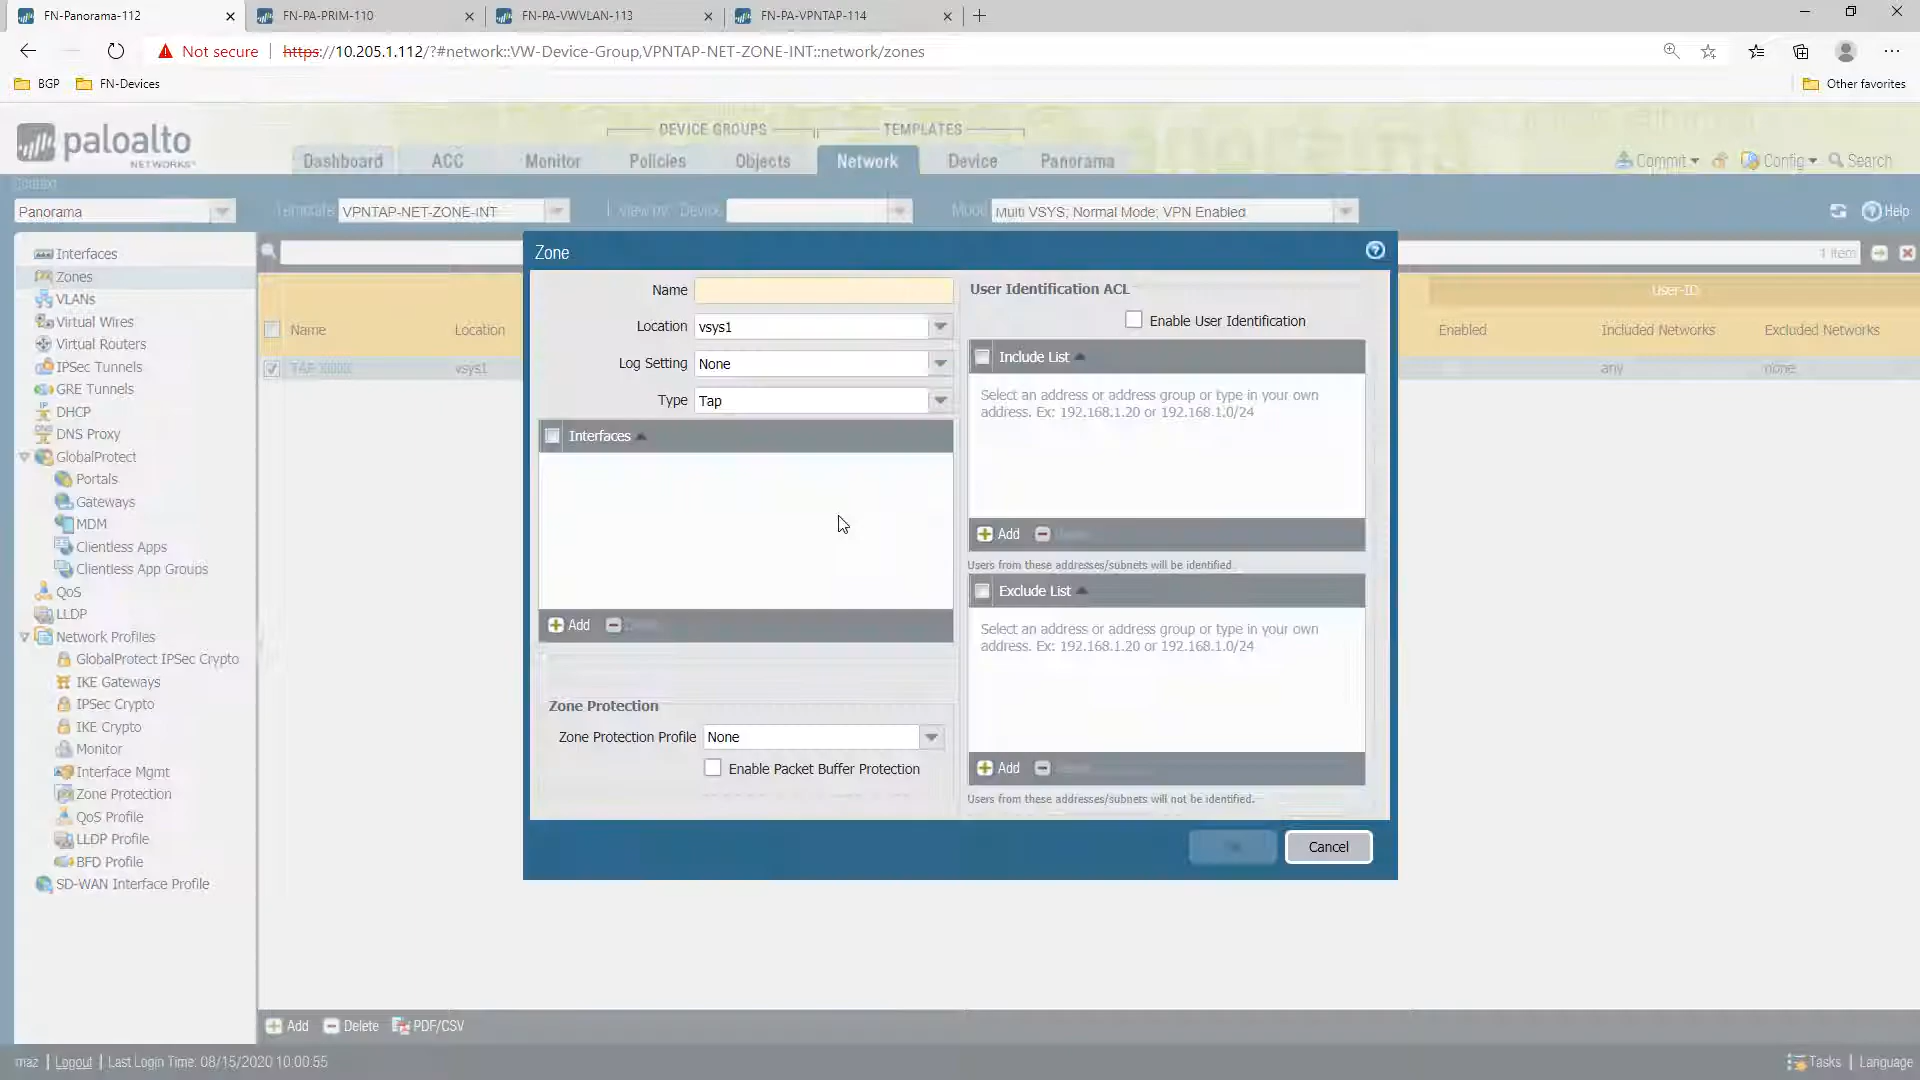 FN-Panorama-112
FN-PA-PRIM-110
FN-PA-VWVLAN-113
FN-PA-VPNTAP-114
Not secure
https://10.205.1.112/?#network::VW-Device-Group,VPNTAP-NET-ZONE-INT::network/zones
BGP
FN-Devices
Other favorites
paloalto
NETWORKS
DEVICE GROUPS
TEMPLATES
Dashboard
ACC
Monitor
Policies
Objects
Network
Device
Panorama
Commit
Config
Search
Context
Panorama
Template
VPNTAP-NET-ZONE-INT
View by: Device
Mode
Multi VSYS; Normal Mode; VPN Enabled
Help
Interfaces
Zones
VLANs
Virtual Wires
Virtual Routers
IPSec Tunnels
GRE Tunnels
DHCP
DNS Proxy
GlobalProtect
Portals
Gateways
MDM
Clientless Apps
Clientless App Groups
QoS
LLDP
Network Profiles
GlobalProtect IPSec Crypto
IKE Gateways
IPSec Crypto
IKE Crypto
Monitor
Interface Mgmt
Zone Protection
QoS Profile
LLDP Profile
BFD Profile
SD-WAN Interface Profile
1 item
Name
Location
vsys1
User-ID
Enabled
Included Networks
Excluded Networks
any
none
Zone
Name
Location
vsys1
Log Setting
None
Type
Tap
Interfaces
Add
Zone Protection
Zone Protection Profile
None
Enable Packet Buffer Protection
User Identification ACL
Enable User Identification
Include List
Select an address or address group or type in your own
address. Ex: 192.168.1.20 or 192.168.1.0/24
Add
Users from these addresses/subnets will be identified.
Exclude List
Select an address or address group or type in your own
address. Ex: 192.168.1.20 or 192.168.1.0/24
Add
Users from these addresses/subnets will not be identified.
Cancel
Add
Delete
PDF/CSV
maz
Logout
Last Login Time: 08/15/2020 10:00:55
Tasks
Language